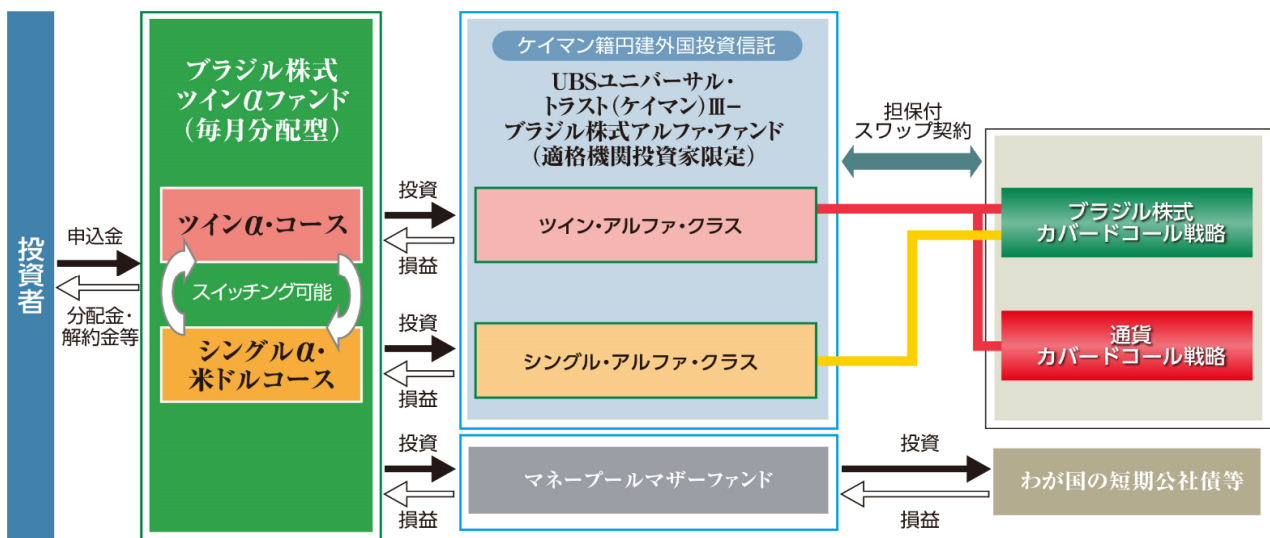 投資者
申込金
分配金・
解約金等
ブラジル株式
ツインαファンド
(毎月分配型)
ツインα・コース
スイッチング可能
シングルα・
米ドルコース
投資
損益
投資
損益
投資
損益
ケイマン籍円建外国投資信託
UBSユニバーサル・
トラスト(ケイマン)Ⅲ−
ブラジル株式アルファ・ファンド
(適格機関投資家限定)
ツイン・アルファ・クラス
シングル・アルファ・クラス
マネープールマザーファンド
担保付
スワップ契約
ブラジル株式
カバードコール戦略
通貨
カバードコール戦略
投資
損益
わが国の短期公社債等